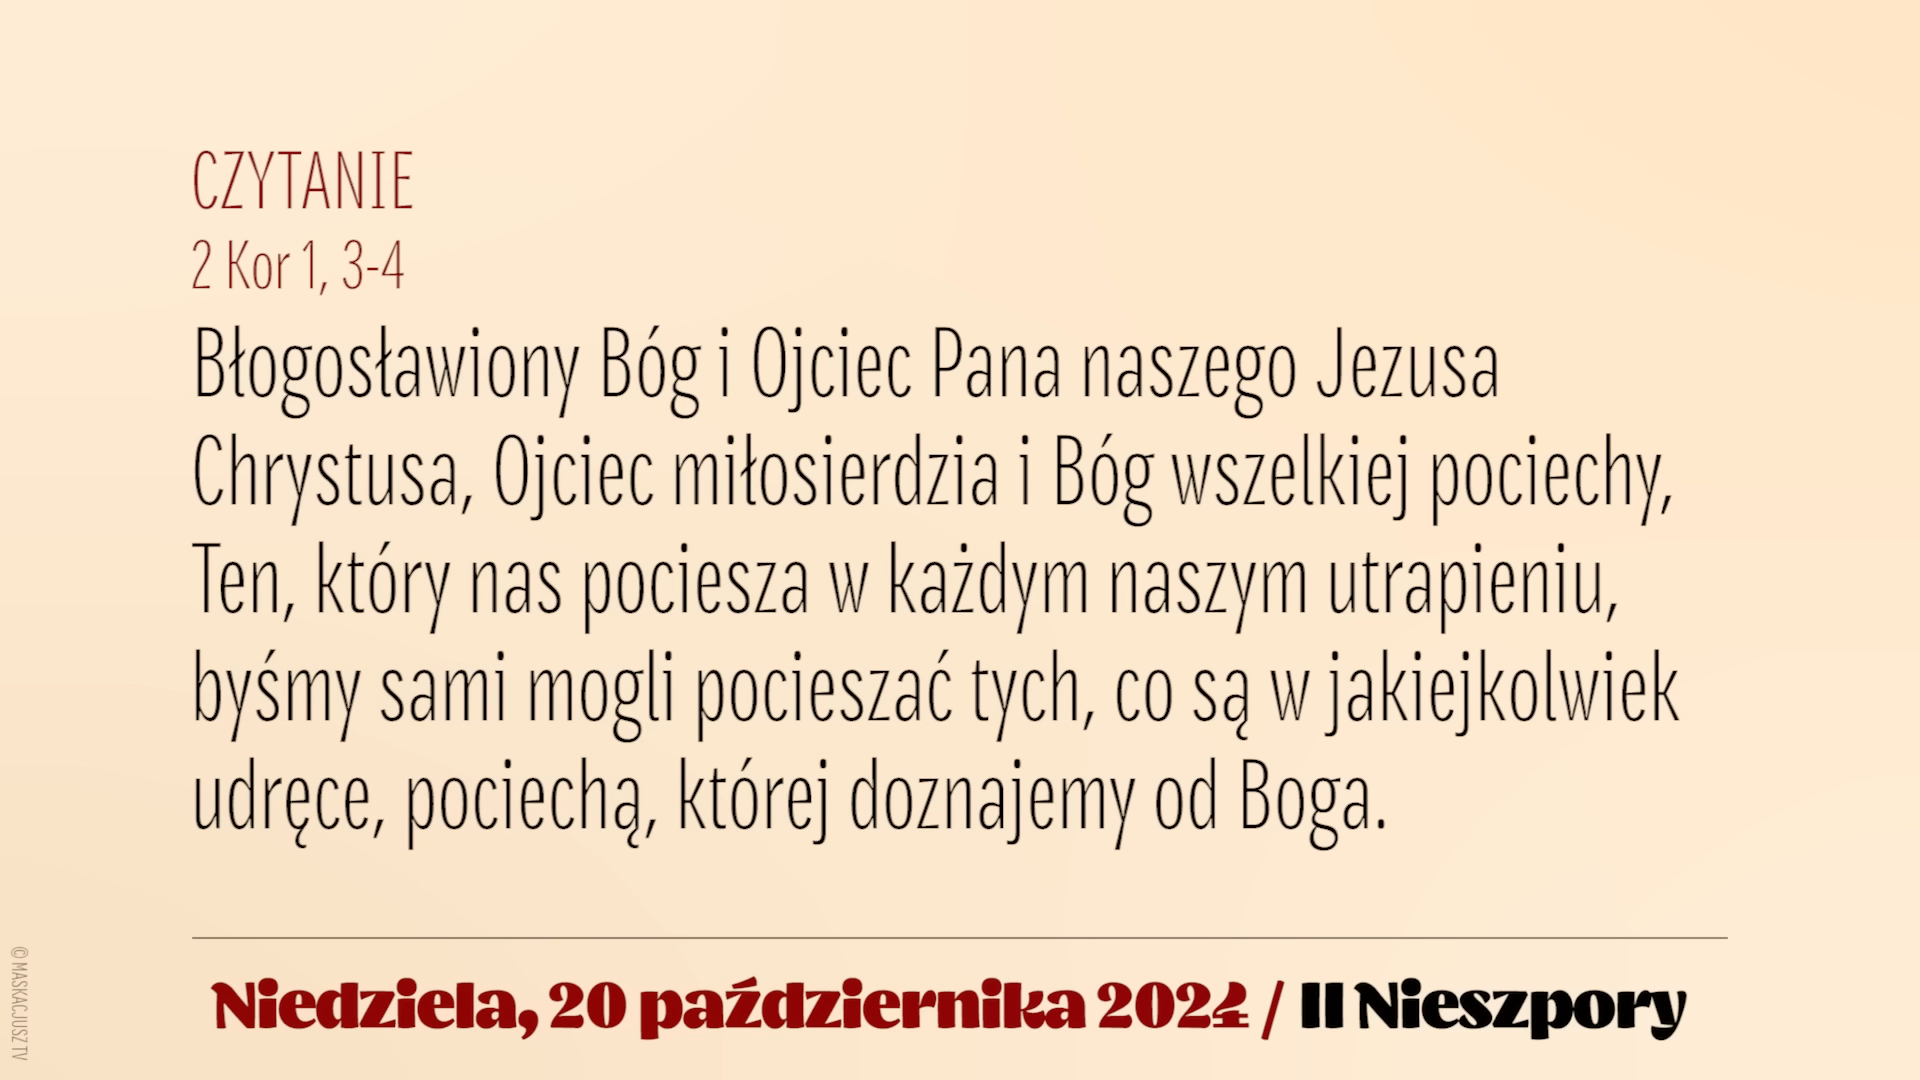 CZYTANIE
2 Kor 1, 3-4
Błogosławiony Bóg i Ojciec Pana naszego Jezusa
Chrystusa, Ojciec miłosierdzia i Bóg wszelkiej pociechy,
Ten, który nas pociesza w każdym naszym utrapieniu,
byśmy sami mogli pocieszać tych, co są w jakiejkolwiek
udręce, pociechą, której doznajemy od Boga.
Niedziela, 20 października 2024 / II Nieszpory
© MASKACJUSZ TV